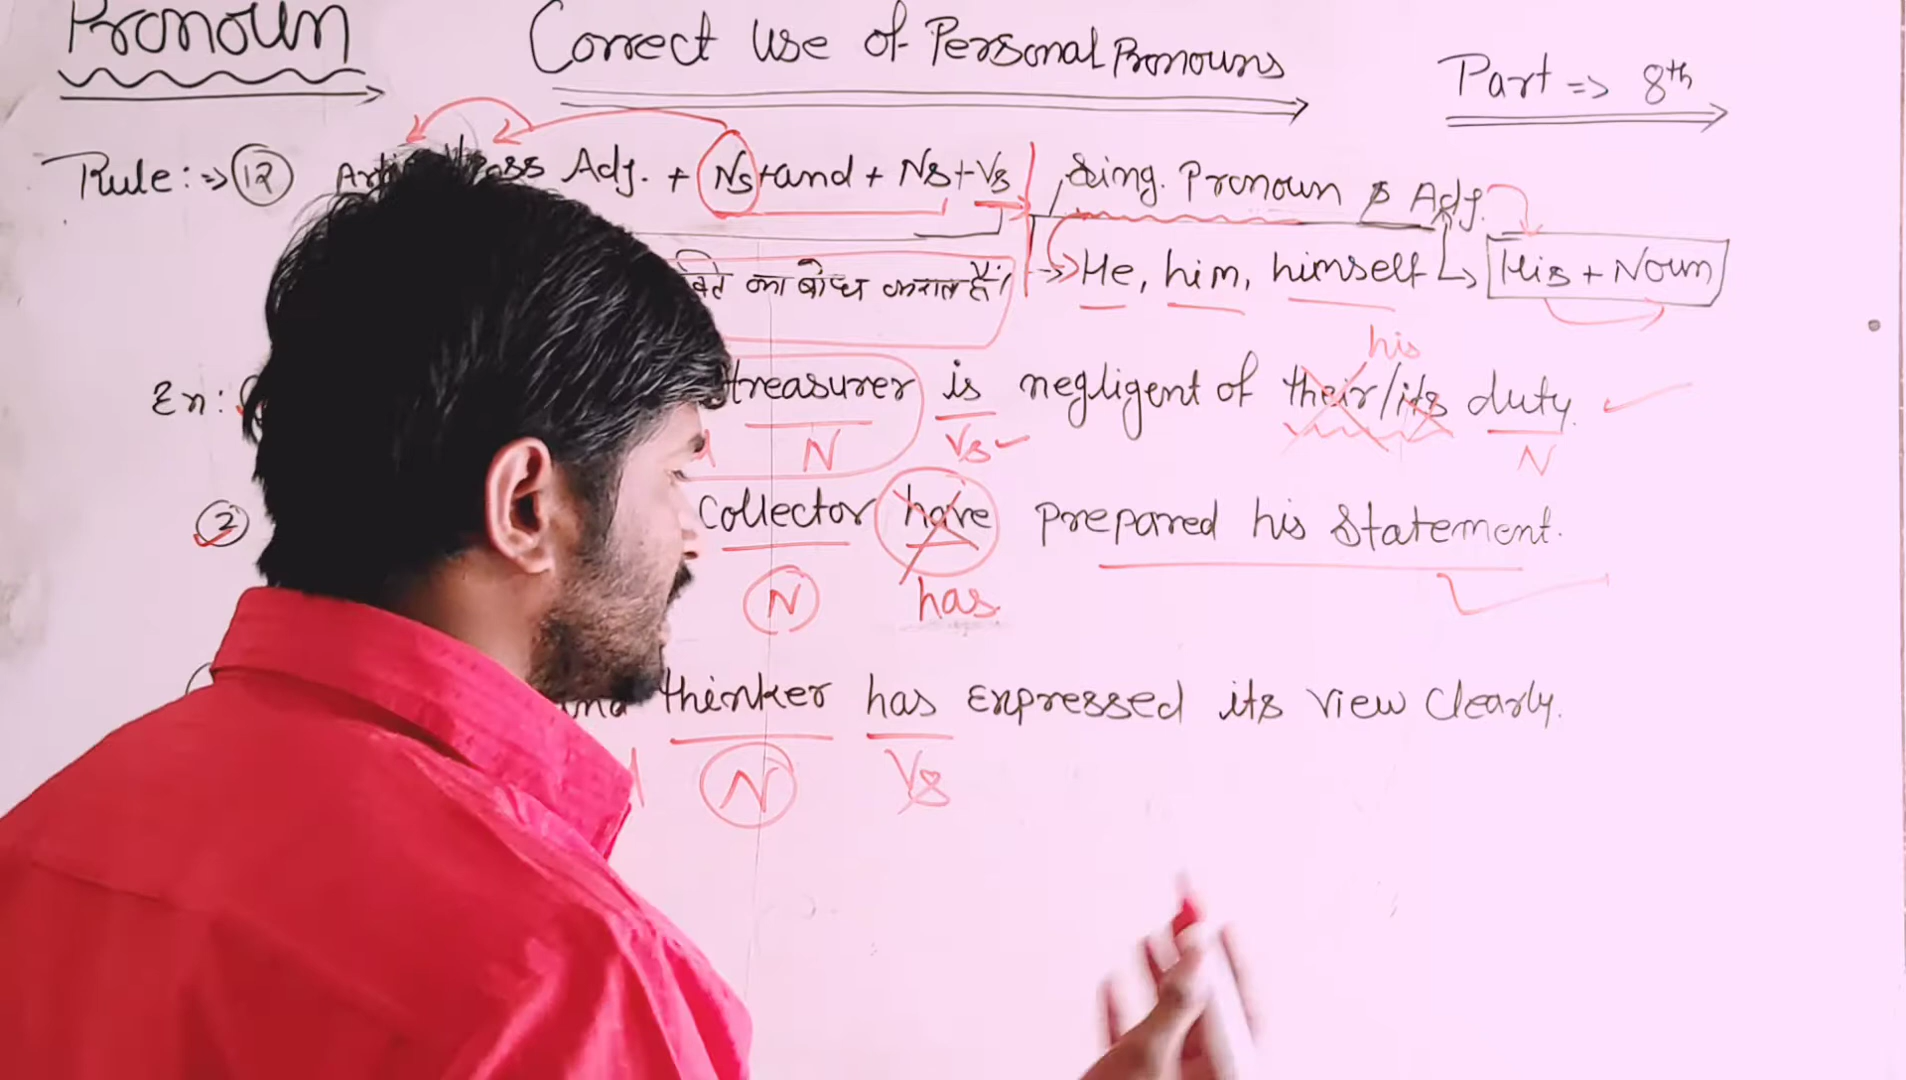 Pronoun Correct Use of Personal Pronouns Part => 8th
Rule:=> 12 Adj. + Ns + and + Ns + Vs Sing. Pronoun / Adj.
का बोध कराता है। → He, him, himself → His + Noun
his
Ex: treasurer is negligent of their/its duty.
N Vs N
2 Collector have prepared his Statement.
N has
thinker has Expressed its view Clearly.
N Vs